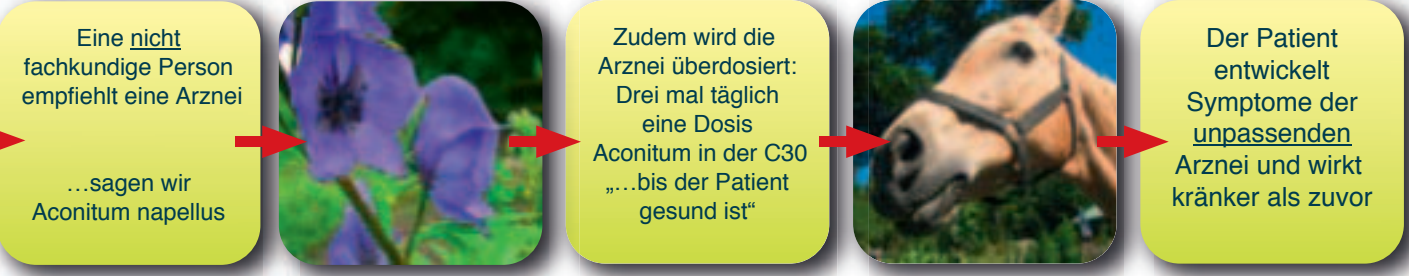 Eine nicht
fachkundige Person
empfiehlt eine Arznei
…sagen wir
Aconitum napellus
Zudem wird die
Arznei überdosiert:
Drei mal täglich
eine Dosis
Aconitum in der C30
„…bis der Patient
gesund ist“
Der Patient
entwickelt
Symptome der
unpassenden
Arznei und wirkt
kränker als zuvor